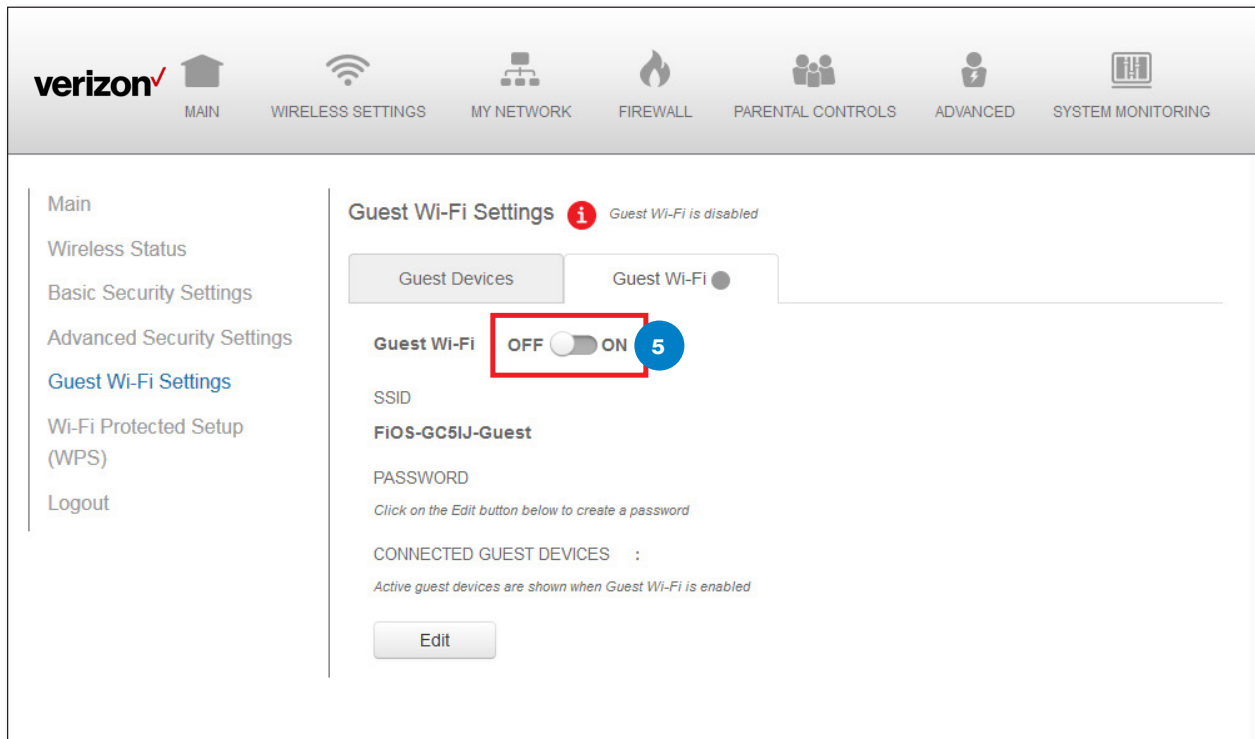 verizon
MAIN
WIRELESS SETTINGS
MY NETWORK
FIREWALL
PARENTAL CONTROLS
ADVANCED
SYSTEM MONITORING
Main
Wireless Status
Basic Security Settings
Advanced Security Settings
Guest Wi-Fi Settings
Wi-Fi Protected Setup
(WPS)
Logout
Guest Wi-Fi Settings i Guest Wi-Fi is disabled
Guest Devices
Guest Wi-Fi
Guest Wi-Fi OFF ON 5
SSID
FiOS-GC5IJ-Guest
PASSWORD
Click on the Edit button below to create a password
CONNECTED GUEST DEVICES :
Active guest devices are shown when Guest Wi-Fi is enabled
Edit